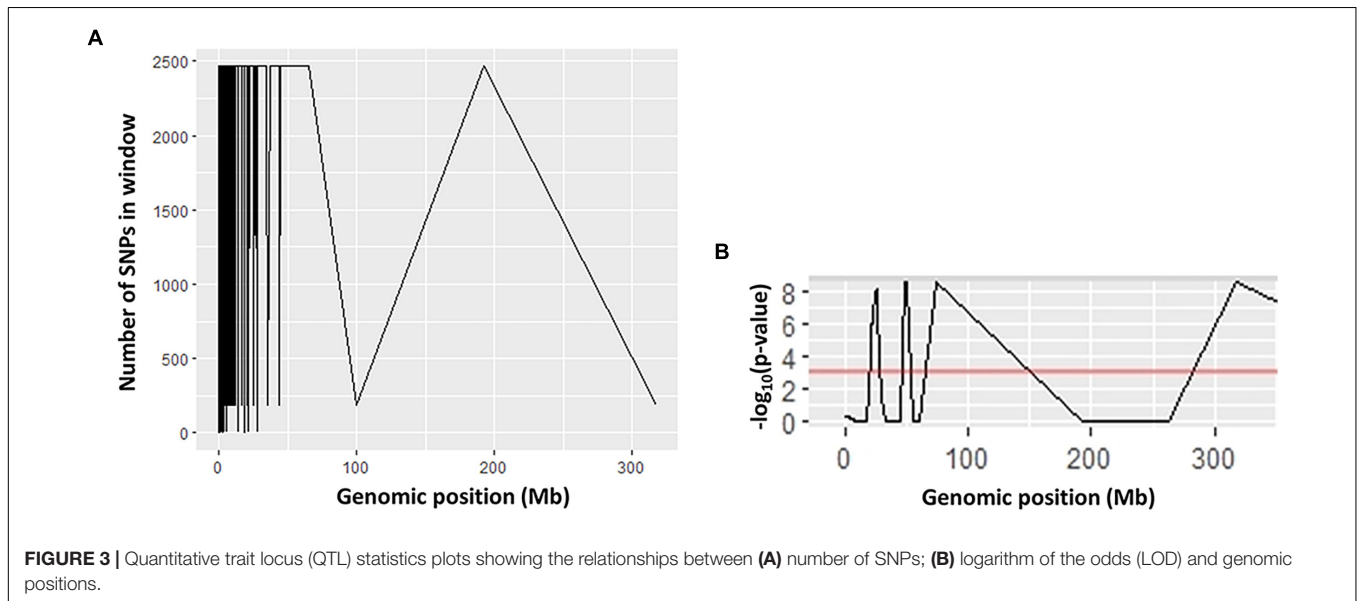 A
2500
2000
1500
1000
500
0
Number of SNPs in window
0 100 200 300
Genomic position (Mb)
B
8
6
4
2
0
-log10(p-value)
0 100 200 300
Genomic position (Mb)
FIGURE 3 | Quantitative trait locus (QTL) statistics plots showing the relationships between (A) number of SNPs; (B) logarithm of the odds (LOD) and genomic
positions.